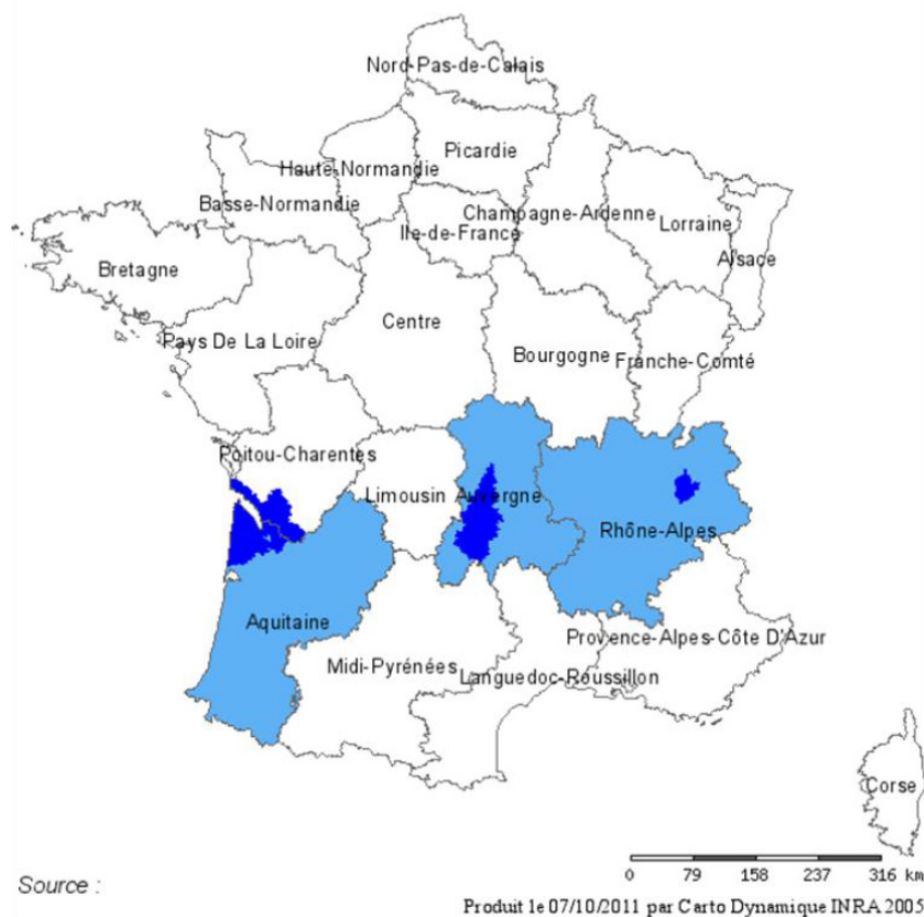 Nord-Pas-de-Calais
Picardie
Haute-Normandie
Basse-Normandie
Champagne-Ardenne
Ile-de-France
Lorraine
Alsace
Bretagne
Centre
Pays De La Loire
Bourgogne
Franche-Comté
Poitou-Charentes
Limousin
Auvergne
Rhône-Alpes
Aquitaine
Provence-Alpes-Côte D'Azur
Midi-Pyrénées
Languedoc-Roussillon
Corse
0 79 158 237 316 km
Source :
Produit le 07/10/2011 par Carto Dynamique INRA 2005